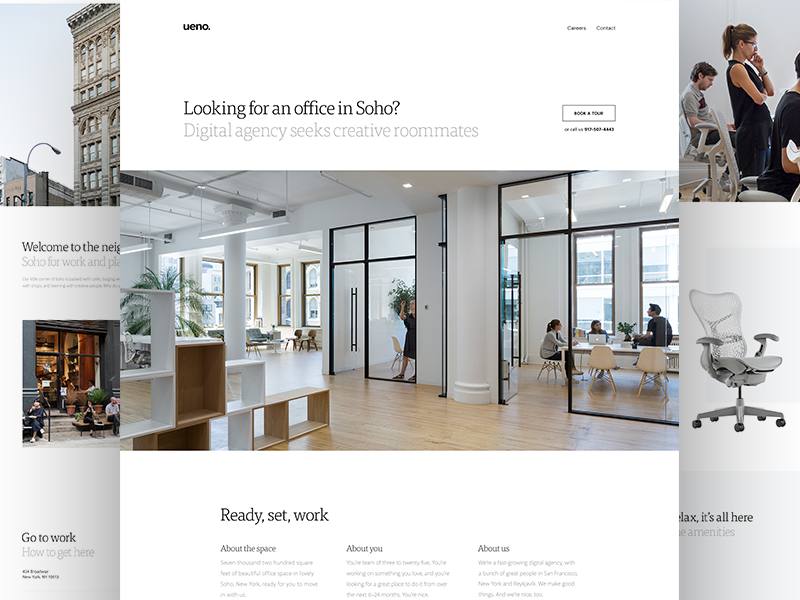 ueno.
Careers
Contact
Looking for an office in Soho?
Digital agency seeks creative roommates
BOOK A TOUR
or call us 917-507-4443
Welcome to the nei
Soho for work and pla
Go to work
How to get here
434 Broadway
New York, NY 10013
Ready, set, work
About the space
Seven thousand two hundred square
feet of beautiful office space in lovely
Soho, New York, ready for you to move
in with us.
About you
You're team of three to twenty five. You're
working on something you love, and you're
looking for a great place to do it from over
the next 6–24 months. You're nice.
About us
We're a fast-growing digital agency, with
a bunch of great people in San Francisco,
New York and Reykjavík. We make good
things. And we're nice, too.
elax, it's all here
he amenities